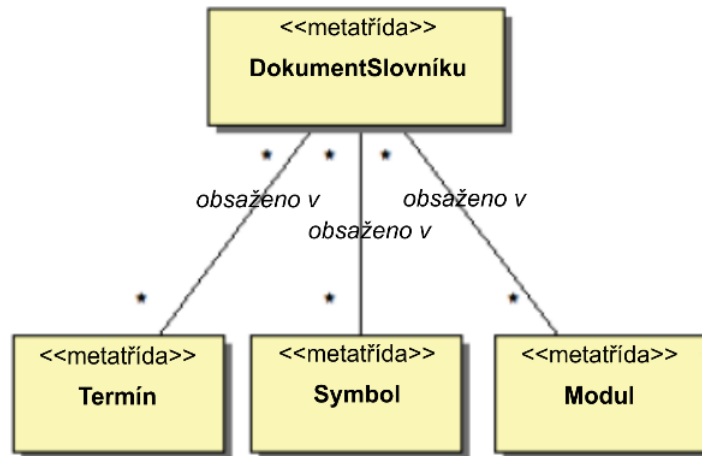 <<metatřída>>
DokumentSlovníku
* * *
obsaženo v
obsaženo v
obsaženo v
* * *
<<metatřída>>
Termín
<<metatřída>>
Symbol
<<metatřída>>
Modul